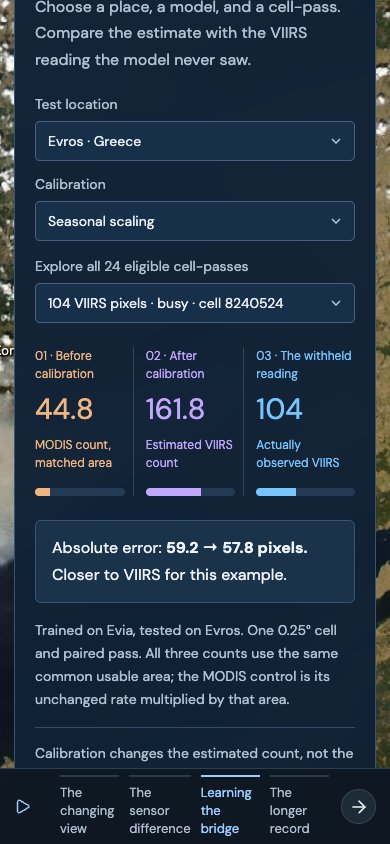 Choose a place, a model, and a cell-pass.
Compare the estimate with the VIIRS
reading the model never saw.
Test location
Evros · Greece
Calibration
Seasonal scaling
Explore all 24 eligible cell-passes
104 VIIRS pixels · busy · cell 8240524
01 · Before
calibration
44.8
MODIS count,
matched area
02 · After
calibration
161.8
Estimated VIIRS
count
03 · The withheld
reading
104
Actually
observed VIIRS
Absolute error: 59.2 → 57.8 pixels.
Closer to VIIRS for this example.
Trained on Evia, tested on Evros. One 0.25° cell
and paired pass. All three counts use the same
common usable area; the MODIS control is its
unchanged rate multiplied by that area.
Calibration changes the estimated count, not the
The
changing
view
The
sensor
difference
Learning
the
bridge
The
longer
record